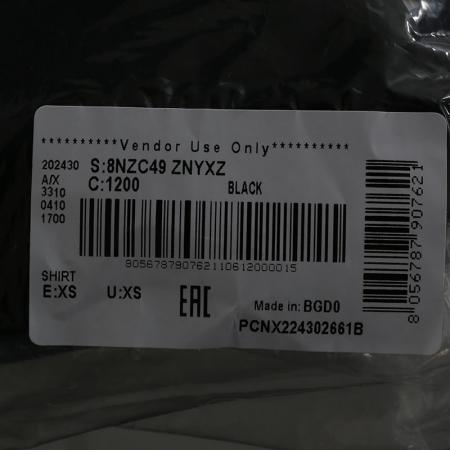 **********Vendor Use Only**********
202430 S:8NZC49 ZNYXZ
A/X C:1200 BLACK
3310
0410
1700
805678790762110612000015
SHIRT
E:XS U:XS EAC
Made in: BGD0
PCNX224302661B
8 056787 907621